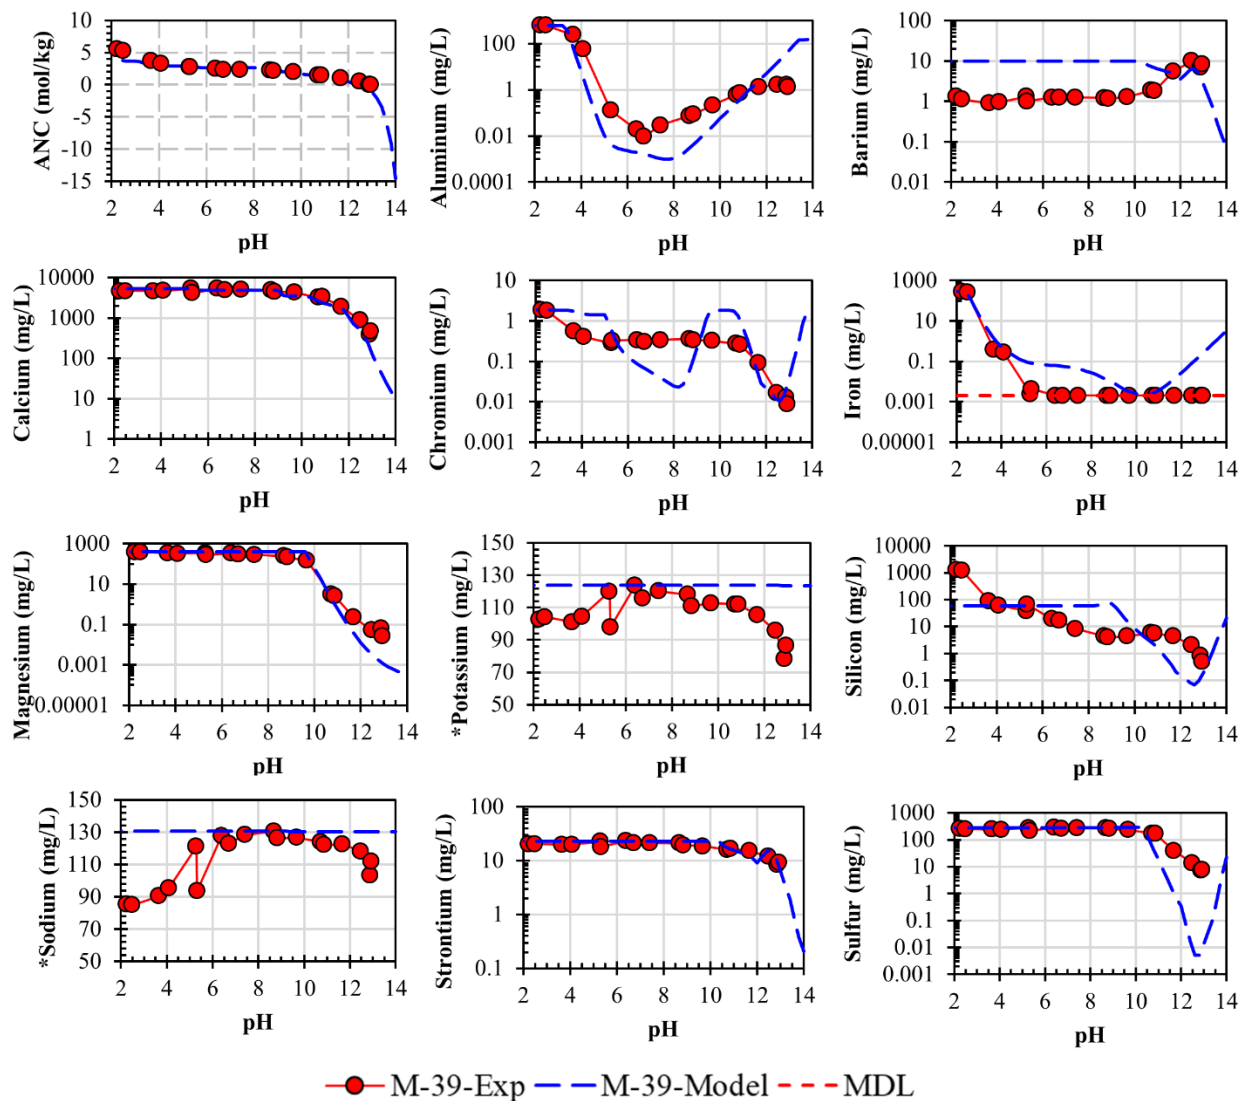 ANC (mol/kg)
10
5
0
-5
-10
-15
2 4 6 8 10 12 14
pH
Aluminum (mg/L)
100
1
0.01
0.0001
2 4 6 8 10 12 14
pH
Barium (mg/L)
10
1
0.1
0.01
2 4 6 8 10 12 14
pH
Calcium (mg/L)
10000
1000
100
10
1
2 4 6 8 10 12 14
pH
Chromium (mg/L)
10
1
0.1
0.01
0.001
2 4 6 8 10 12 14
pH
Iron (mg/L)
1000
10
0.1
0.001
0.00001
2 4 6 8 10 12 14
pH
Magnesium (mg/L)
1000
10
0.1
0.001
0.00001
2 4 6 8 10 12 14
pH
*Potassium (mg/L)
150
130
110
90
70
50
2 4 6 8 10 12 14
pH
Silicon (mg/L)
10000
1000
100
10
1
0.1
0.01
2 4 6 8 10 12 14
pH
*Sodium (mg/L)
150
130
110
90
70
50
2 4 6 8 10 12 14
pH
Strontium (mg/L)
100
10
1
0.1
2 4 6 8 10 12 14
pH
Sulfur (mg/L)
1000
100
10
1
0.1
0.01
0.001
2 4 6 8 10 12 14
pH
M-39-Exp M-39-Model MDL